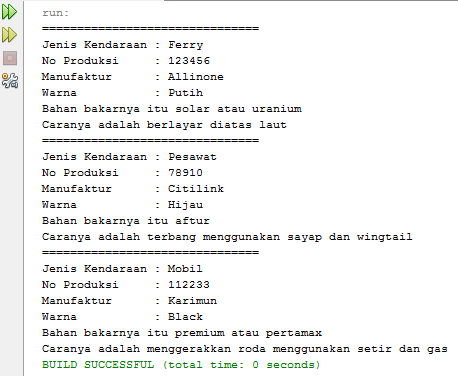 run:
===============================
Jenis Kendaraan : Ferry
No Produksi     : 123456
Manufaktur      : Allinone
Warna           : Putih
Bahan bakarnya itu solar atau uranium
Caranya adalah berlayar diatas laut
===============================
Jenis Kendaraan : Pesawat
No Produksi     : 78910
Manufaktur      : Citilink
Warna           : Hijau
Bahan bakarnya itu aftur
Caranya adalah terbang menggunakan sayap dan wingtail
===============================
Jenis Kendaraan : Mobil
No Produksi     : 112233
Manufaktur      : Karimun
Warna           : Black
Bahan bakarnya itu premium atau pertamax
Caranya adalah menggerakkan roda menggunakan setir dan gas
BUILD SUCCESSFUL (total time: 0 seconds)